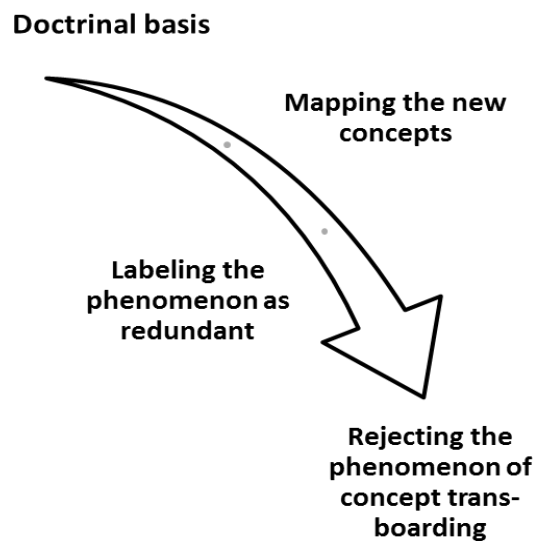 Doctrinal basis
Mapping the new
concepts
Labeling the
phenomenon as
redundant
Rejecting the
phenomenon of
concept trans-
boarding